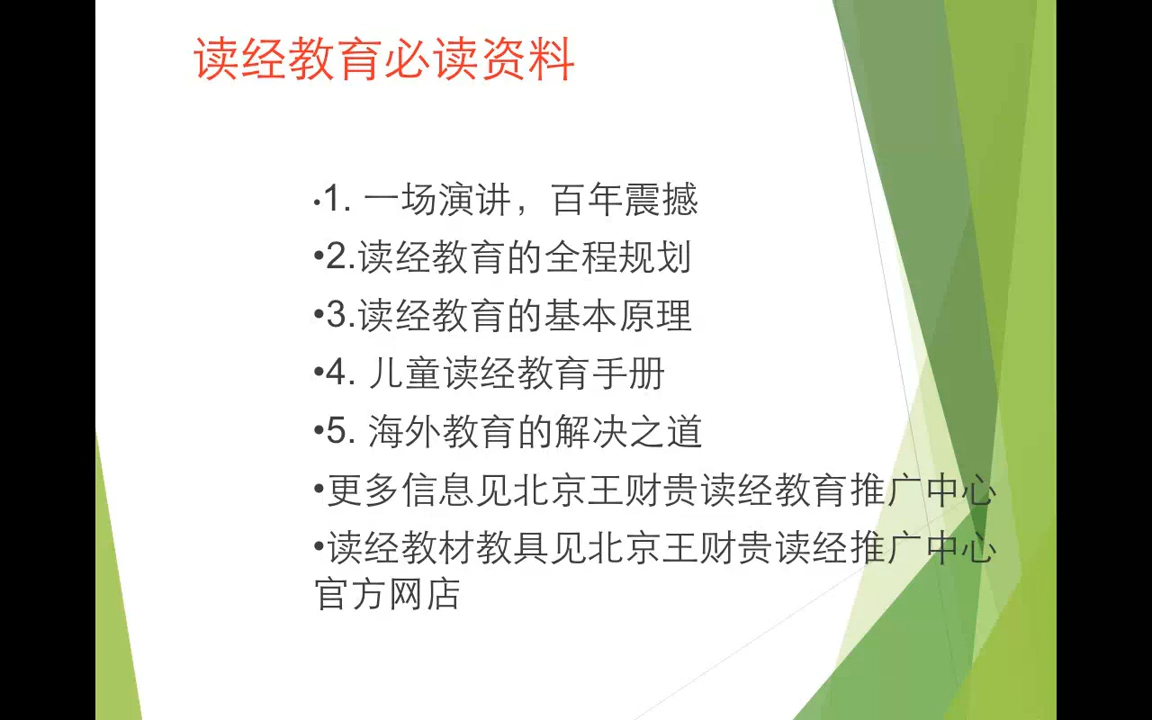 读经教育必读资料
•1. 一场演讲，百年震撼
•2.读经教育的全程规划
•3.读经教育的基本原理
•4. 儿童读经教育手册
•5. 海外教育的解决之道
•更多信息见北京王财贵读经教育推广中心
•读经教材教具见北京王财贵读经推广中心
官方网店